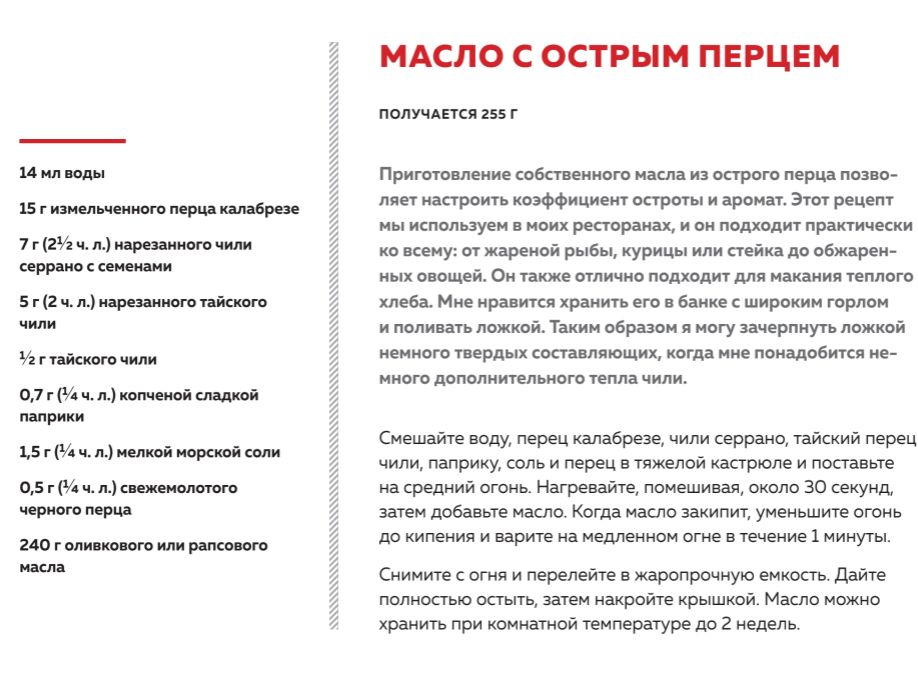 МАСЛО С ОСТРЫМ ПЕРЦЕМ
ПОЛУЧАЕТСЯ 255 Г
14 мл воды
15 г измельченного перца калабрезе
7 г (2½ ч. л.) нарезанного чили
серрано с семенами
5 г (2 ч. л.) нарезанного тайского
чили
½ г тайского чили
0,7 г (¼ ч. л.) копченой сладкой
паприки
1,5 г (¼ ч. л.) мелкой морской соли
0,5 г (¼ ч. л.) свежемолотого
черного перца
240 г оливкового или рапсового
масла
Приготовление собственного масла из острого перца позво-
ляет настроить коэффициент остроты и аромат. Этот рецепт
мы используем в моих ресторанах, и он подходит практически
ко всему: от жареной рыбы, курицы или стейка до обжарен-
ных овощей. Он также отлично подходит для макания теплого
хлеба. Мне нравится хранить его в банке с широким горлом
и поливать ложкой. Таким образом я могу зачерпнуть ложкой
немного твердых составляющих, когда мне понадобится не-
много дополнительного тепла чили.
Смешайте воду, перец калабрезе, чили серрано, тайский перец
чили, паприку, соль и перец в тяжелой кастрюле и поставьте
на средний огонь. Нагревайте, помешивая, около 30 секунд,
затем добавьте масло. Когда масло закипит, уменьшите огонь
до кипения и варите на медленном огне в течение 1 минуты.
Снимите с огня и перелейте в жаропрочную емкость. Дайте
полностью остыть, затем накройте крышкой. Масло можно
хранить при комнатной температуре до 2 недель.